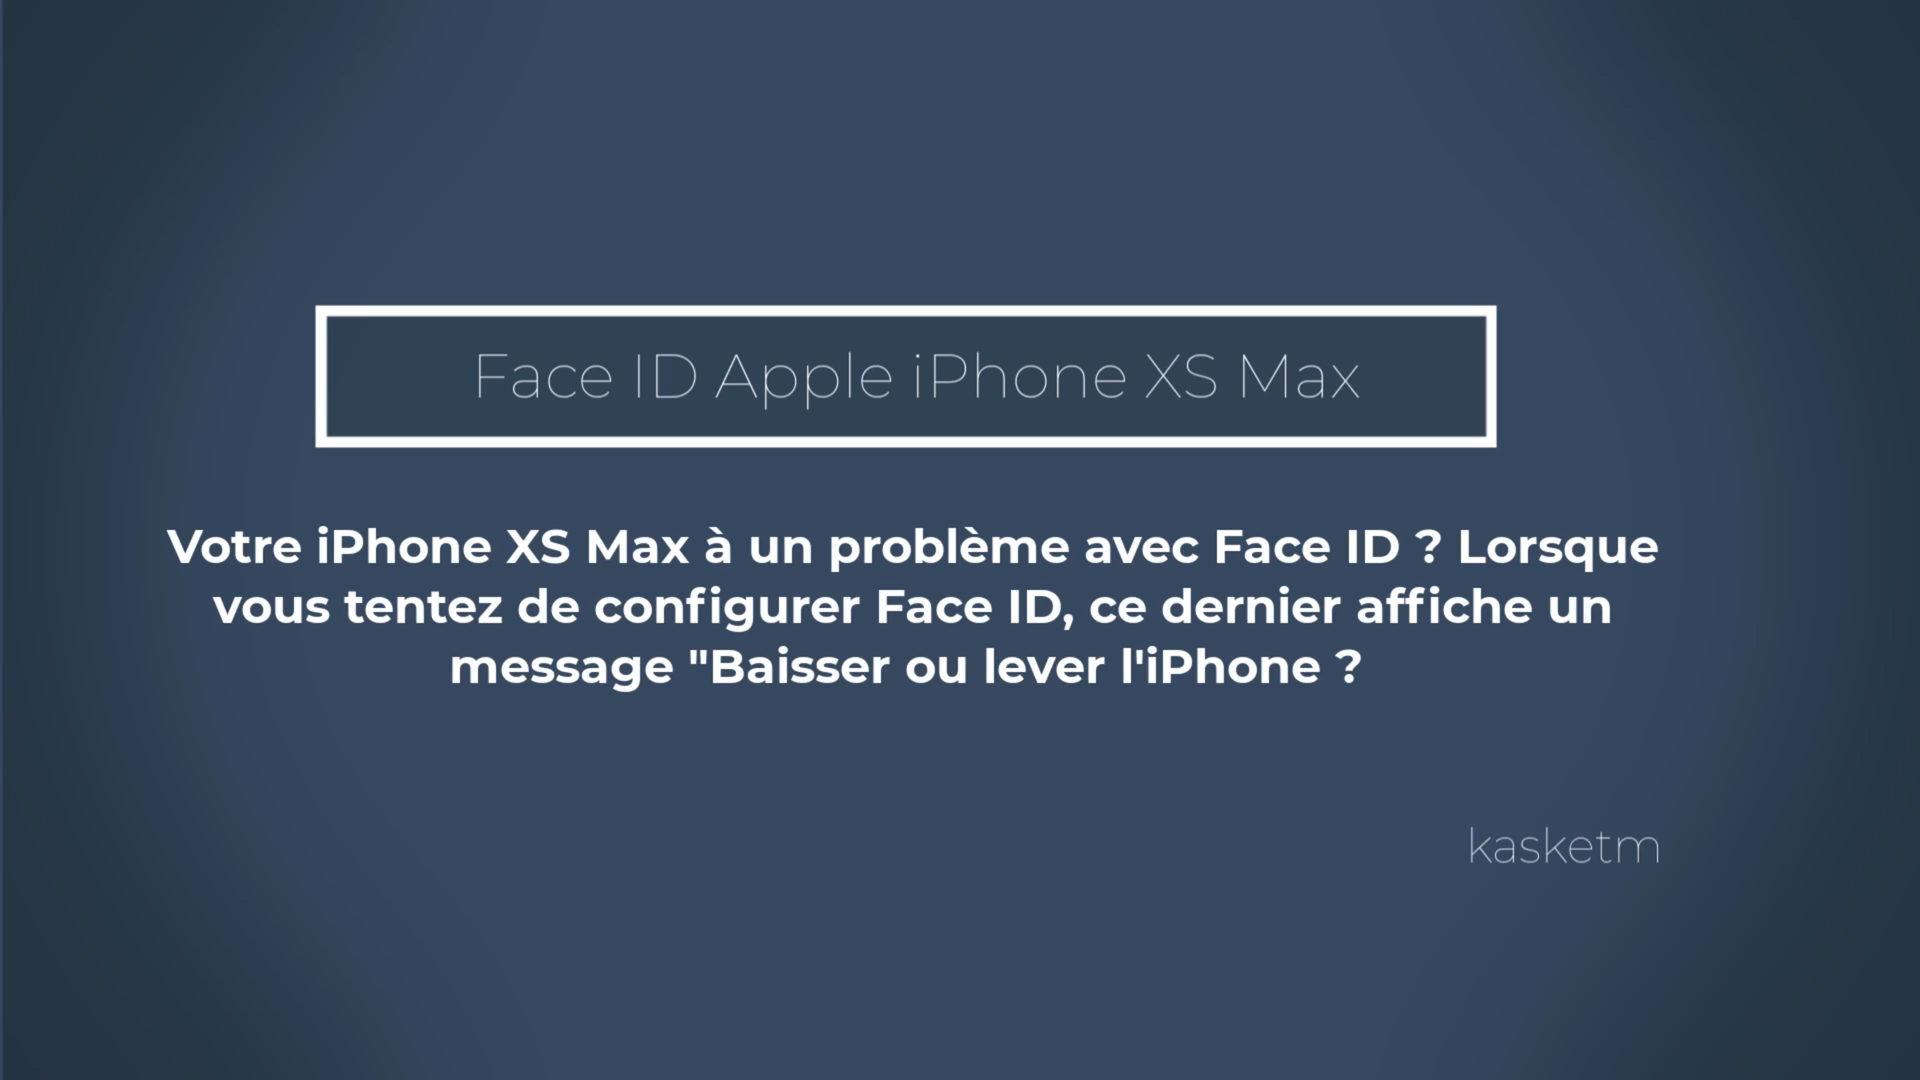 Face ID Apple iPhone XS Max
Votre iPhone XS Max à un problème avec Face ID ? Lorsque
vous tentez de configurer Face ID, ce dernier affiche un
message "Baisser ou lever l'iPhone ?
kasketm